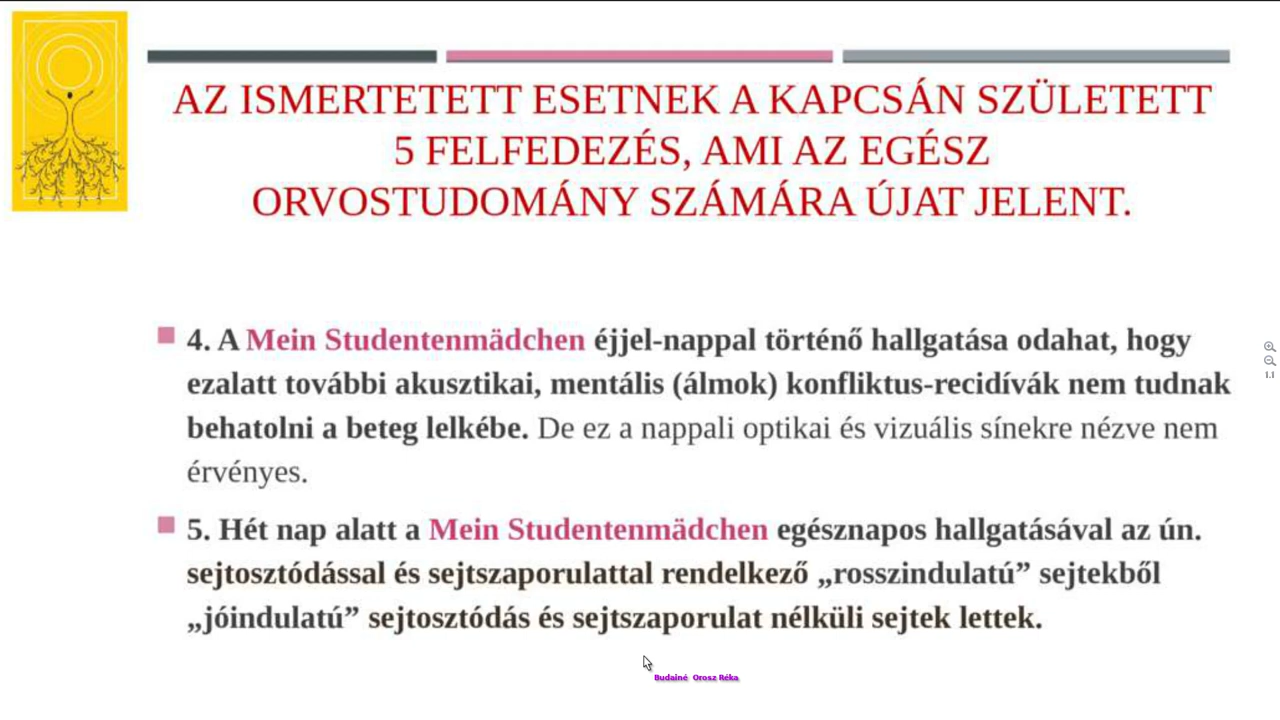 AZ ISMERTETETT ESETNEK A KAPCSÁN SZÜLETETT
5 FELFEDEZÉS, AMI AZ EGÉSZ
ORVOSTUDOMÁNY SZÁMÁRA ÚJAT JELENT.
4. A Mein Studentenmädchen éjjel-nappal történő hallgatása odahat, hogy
ezalatt további akusztikai, mentális (álmok) konfliktus-recidívák nem tudnak
behatolni a beteg lelkébe. De ez a nappali optikai és vizuális sínekre nézve nem
érvényes.
5. Hét nap alatt a Mein Studentenmädchen egésznapos hallgatásával az ún.
sejtosztódással és sejtszaporulattal rendelkező „rosszindulatú” sejtekből
„jóindulatú” sejtosztódás és sejtszaporulat nélküli sejtek lettek.
Budainé Orosz Réka
1:1